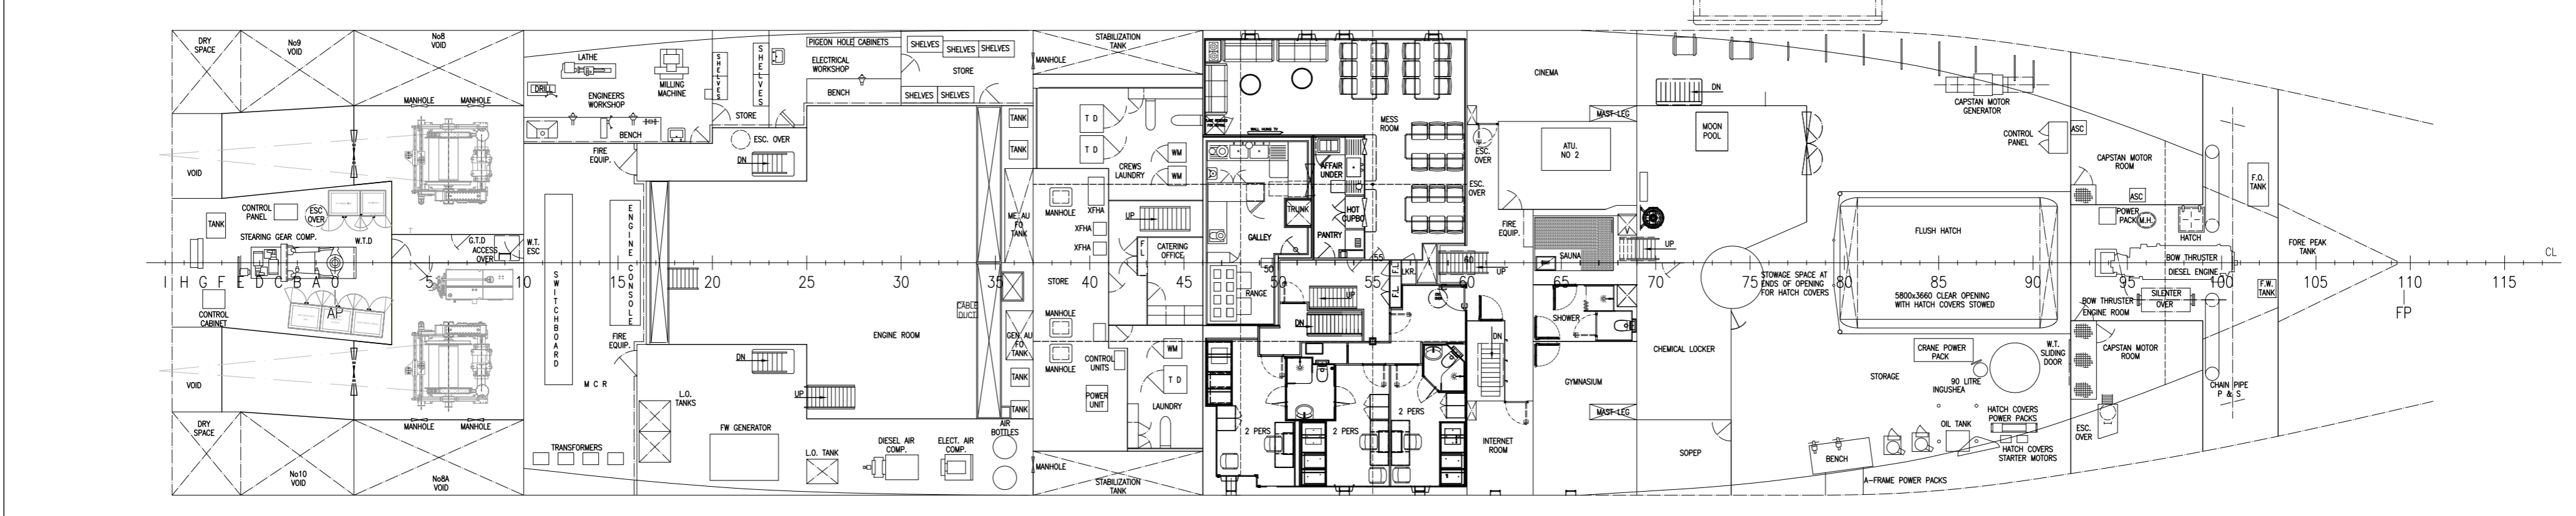 DRY
SPACE
No9
VOID
No8
VOID
MANHOLE
MANHOLE
VOID
CONTROL
PANEL
TANK
ESC
OVER
STEARING GEAR COMP.
W.T.D
G.T.D
ACCESS
OVER
W.T.
ESC
CONTROL
CABINET
AP
VOID
DRY
SPACE
No10
VOID
No8A
VOID
MANHOLE
MANHOLE
LATHE
DRILL
ENGINEERS
WORKSHOP
MILLING
MACHINE
BENCH
SHELVES
SHELVES
STORE
PIGEON HOLE CABINETS
ELECTRICAL
WORKSHOP
BENCH
SHELVES
SHELVES
SHELVES
STORE
SHELVES
SHELVES
FIRE
EQUIP.
ESC. OVER
DN
SWITCHBOARD
ENGINE CONSOLE
FIRE
EQUIP.
M C R
TRANSFORMERS
ENGINE ROOM
CABLE
DUCT
DN
UP
L.O.
TANKS
FW GENERATOR
L.O. TANK
DIESEL AIR
COMP.
ELECT. AIR
COMP.
AIR
BOTTLES
TANK
TANK
ME. AU
FO
TANK
GEN. AU
FO
TANK
TANK
TANK
STABILIZATION
TANK
MANHOLE
T D
T D
WM
WM
CREWS
LAUNDRY
MANHOLE
XFHA
XFHA
XFHA
UP
F L
CATERING
OFFICE
STORE
MANHOLE
MANHOLE
CONTROL
UNITS
POWER
UNIT
WM
T D
LAUNDRY
MANHOLE
STABILIZATION
TANK
WALL HUNG TV
MESS
ROOM
AFFAIR
UNDER
TRUNK
HOT
CUPBO
GALLEY
PANTRY
RANGE
UP
DN
F.L.
F.L.
LKR
UP
2 PERS
2 PERS
2 PERS
CINEMA
ESC.
OVER
ESC.
OVER
MAST LEG
ATU.
NO 2
FIRE
EQUIP.
SAUNA
V
UP
SHOWER
DN
GYMNASIUM
MAST LEG
INTERNET
ROOM
DN
MOON
POOL
STOWAGE SPACE AT
ENDS OF OPENING
FOR HATCH COVERS
CHEMICAL LOCKER
SOPEP
CAPSTAN MOTOR
GENERATOR
CONTROL
PANEL
ASC
CAPSTAN MOTOR
ROOM
ASC
POWER
PACK(M.H.)
HATCH
FLUSH HATCH
5800x3660 CLEAR OPENING
WITH HATCH COVERS STOWED
BOW THRUSTER
DIESEL ENGINE
SILENTER
OVER
BOW THRUSTER
ENGINE ROOM
CRANE POWER
PACK
W.T.
SLIDING
DOOR
CAPSTAN MOTOR
ROOM
STORAGE
90 LITRE
INGUSHEA
HATCH COVERS
POWER PACKS
OIL TANK
HATCH COVERS
STARTER MOTORS
BENCH
A-FRAME POWER PACKS
ESC.
OVER
CHAIN PIPE
P & S
F.O.
TANK
F.W.
TANK
FORE PEAK
TANK
CL
FP
I H G F E D C B A 0 5 10 15 20 25 30 35 40 45 50 55 60 65 70 75 80 85 90 95 100 105 110 115